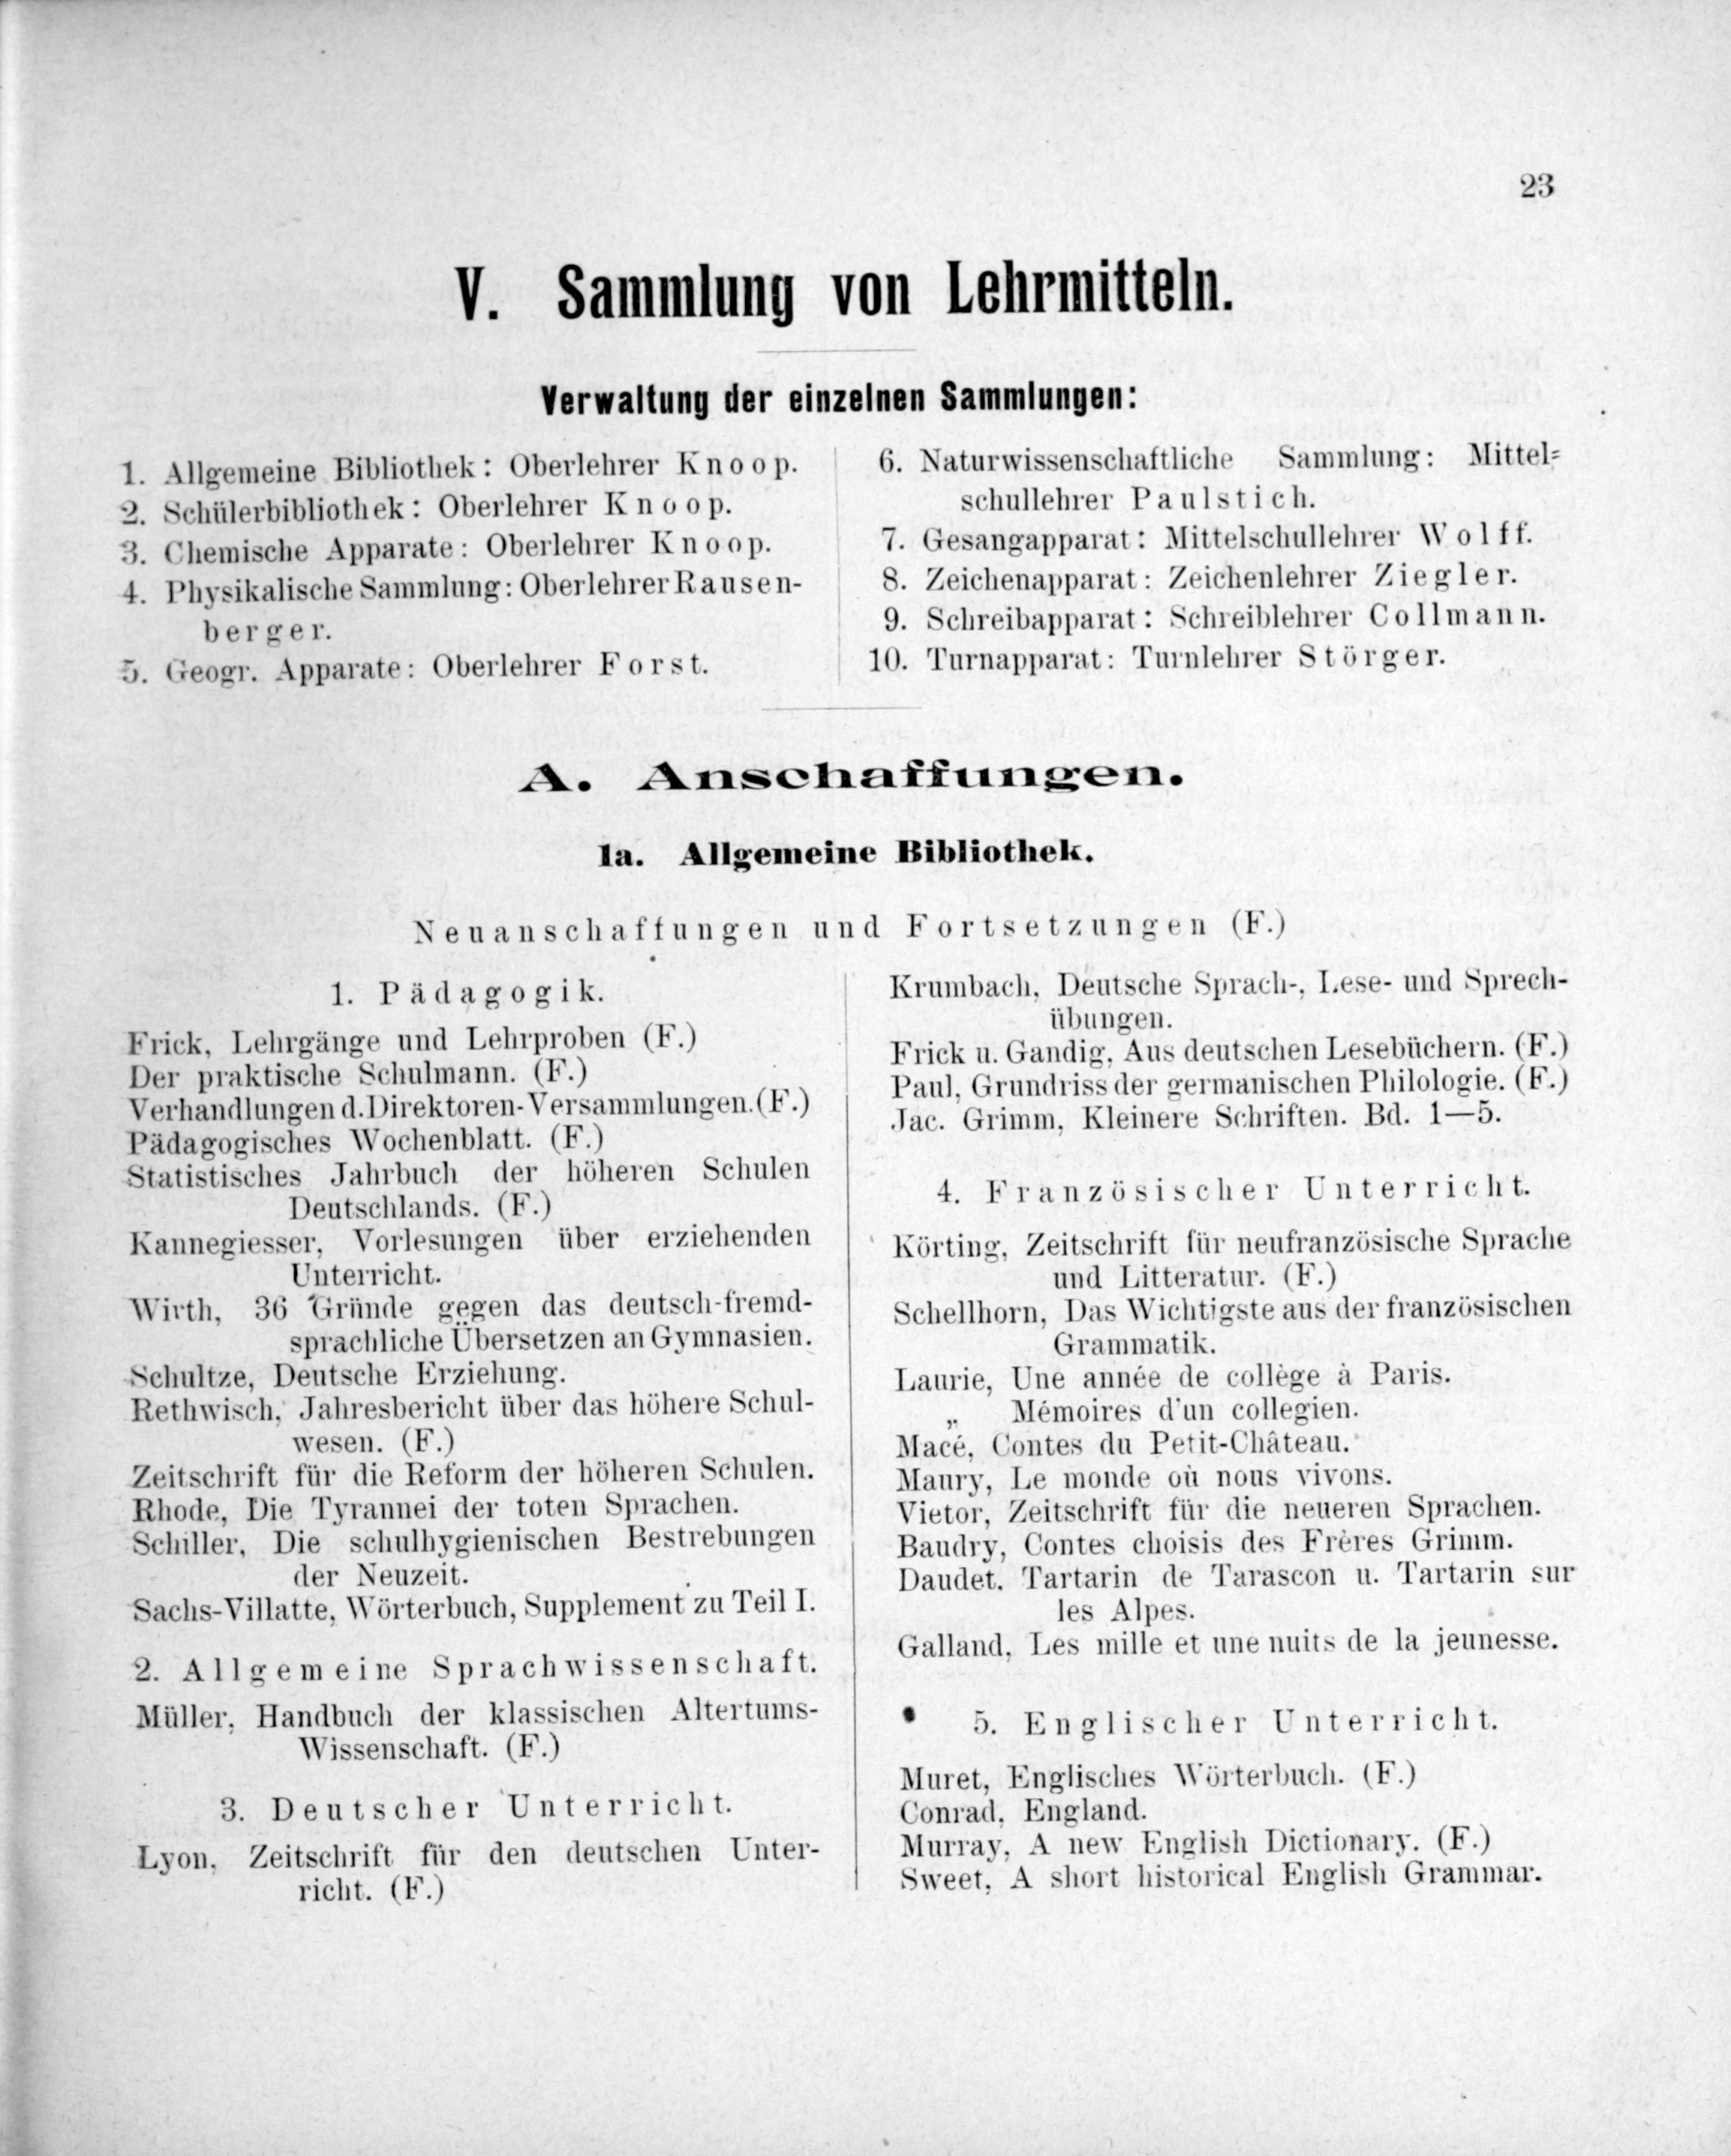 23
V. Sammlung von Lehrmitteln.
Verwaltung der einzelnen Sammlungen:
1. Allgemeine Bibliothek: Oberlehrer Knoop.
2. Schülerbibliothek: Oberlehrer Knoop.
3. Chemische Apparate: Oberlehrer Knoop.
4. Physikalische Sammlung: Oberlehrer Rausen-
berger.
5. Geogr. Apparate: Oberlehrer Forst.
6. Naturwissenschaftliche Sammlung: Mittel-
schullehrer Paulstich.
7. Gesangapparat: Mittelschullehrer Wolff.
8. Zeichenapparat: Zeichenlehrer Ziegler.
9. Schreibapparat: Schreiblehrer Collmann.
10. Turnapparat: Turnlehrer Störger.
A. Anschaffungen.
1a. Allgemeine Bibliothek.
Neuanschaffungen und Fortsetzungen (F.)
1. Pädagogik.
Frick, Lehrgänge und Lehrproben (F.)
Der praktische Schulmann. (F.)
Verhandlungen d. Direktoren-Versammlungen. (F.)
Pädagogisches Wochenblatt. (F.)
Statistisches Jahrbuch der höheren Schulen
Deutschlands. (F.)
Kannegiesser, Vorlesungen über erziehenden
Unterricht.
Wirth, 36 Gründe gegen das deutsch-fremd-
sprachliche Übersetzen an Gymnasien.
Schultze, Deutsche Erziehung.
Rethwisch, Jahresbericht über das höhere Schul-
wesen. (F.)
Zeitschrift für die Reform der höheren Schulen.
Rhode, Die Tyrannei der toten Sprachen.
Schiller, Die schulhygienischen Bestrebungen
der Neuzeit.
Sachs-Villatte, Wörterbuch, Supplement zu Teil I.
2. Allgemeine Sprachwissenschaft.
Müller, Handbuch der klassischen Altertums-
Wissenschaft. (F.)
3. Deutscher Unterricht.
Lyon, Zeitschrift für den deutschen Unter-
richt. (F.)
Krumbach, Deutsche Sprach-, Lese- und Sprech-
übungen.
Frick u. Gandig, Aus deutschen Lesebüchern. (F.)
Paul, Grundriss der germanischen Philologie. (F.)
Jac. Grimm, Kleinere Schriften. Bd. 1—5.
4. Französischer Unterricht.
Körting, Zeitschrift für neufranzösische Sprache
und Litteratur. (F.)
Schellhorn, Das Wichtigste aus der französischen
Grammatik.
Laurie, Une année de collège à Paris.
„ Mémoires d'un collegien.
Macé, Contes du Petit-Château.
Maury, Le monde où nous vivons.
Vietor, Zeitschrift für die neueren Sprachen.
Baudry, Contes choisis des Frères Grimm.
Daudet. Tartarin de Tarascon u. Tartarin sur
les Alpes.
Galland, Les mille et une nuits de la jeunesse.
5. Englischer Unterricht.
Muret, Englisches Wörterbuch. (F.)
Conrad, England.
Murray, A new English Dictionary. (F.)
Sweet, A short historical English Grammar.